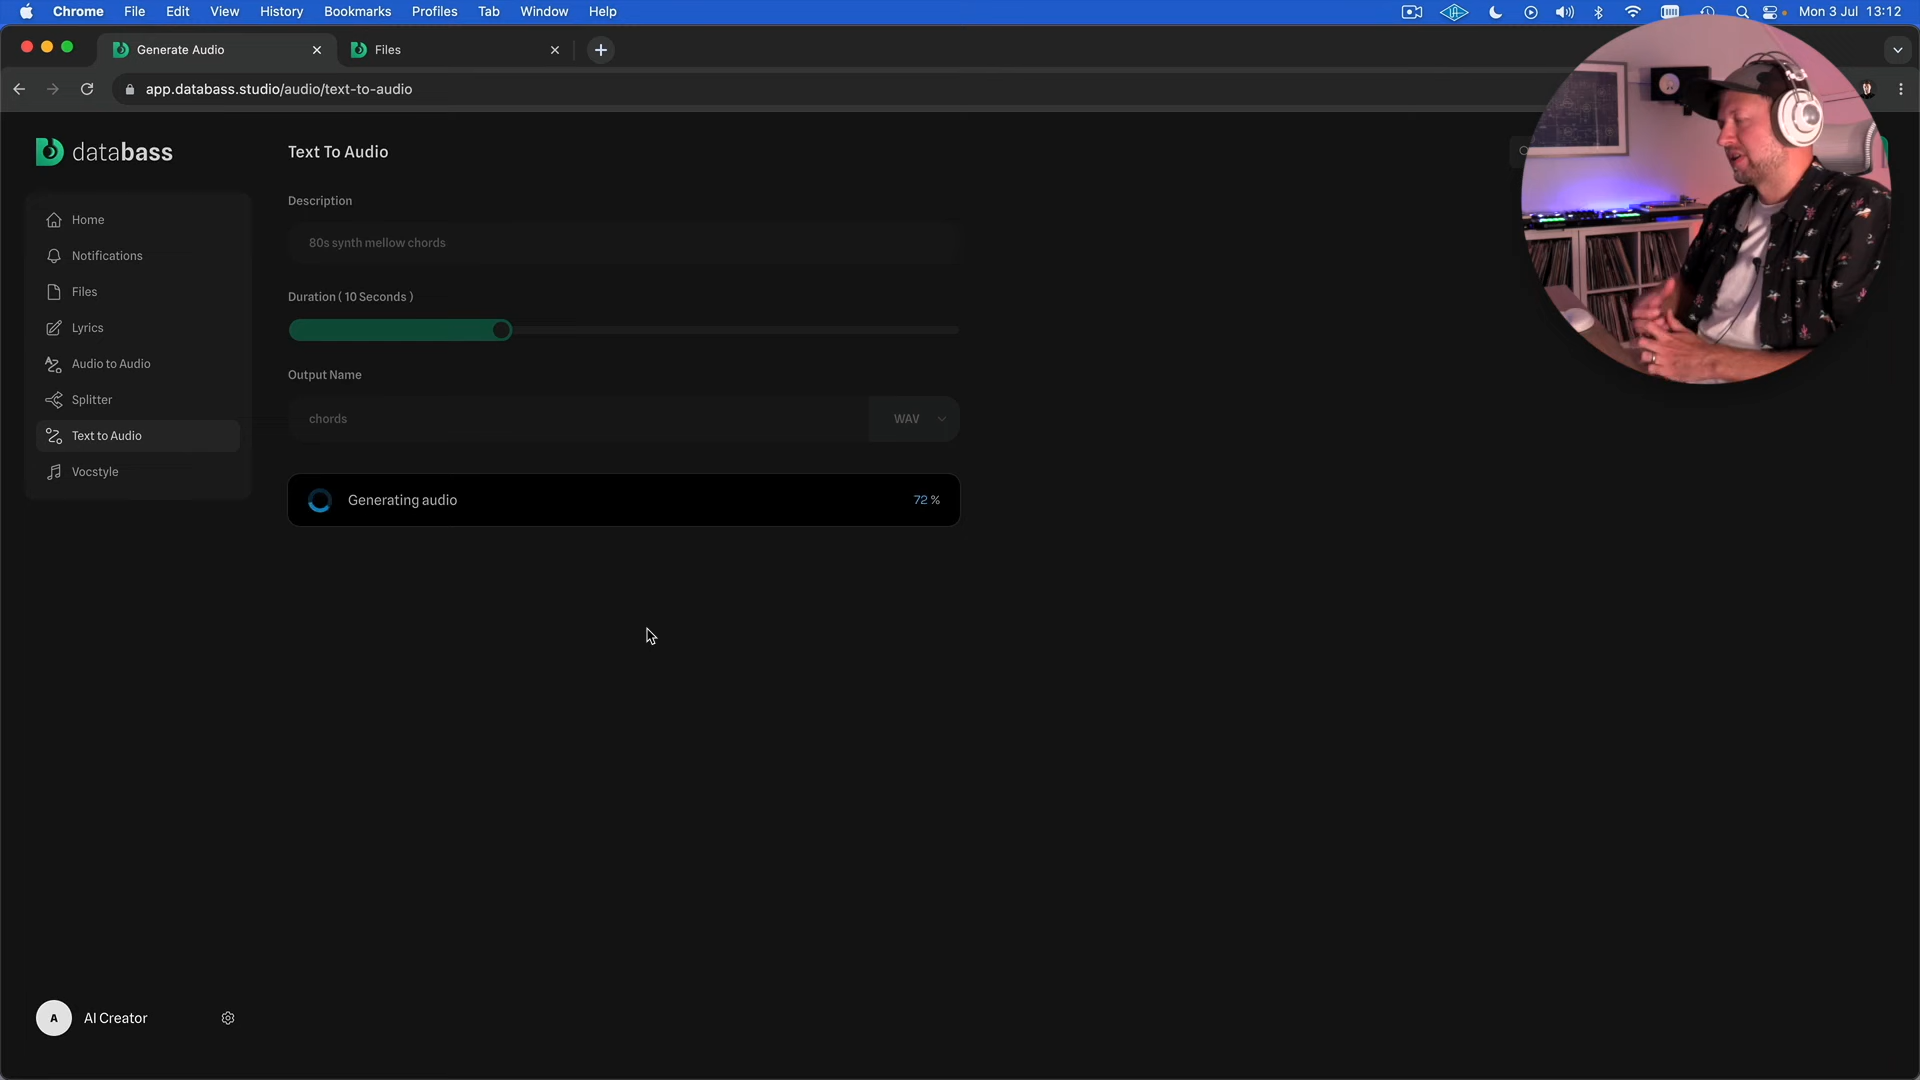 Chrome File Edit View History Bookmarks Profiles Tab Window Help
Mon 3 Jul 13:12
Generate Audio
Files
app.databass.studio/audio/text-to-audio
databass
Text To Audio
Home
Notifications
Files
Lyrics
Audio to Audio
Splitter
Text to Audio
Vocstyle
Description
80s synth mellow chords
Duration ( 10 Seconds )
Output Name
chords
WAV
Generating audio
72 %
A
AI Creator